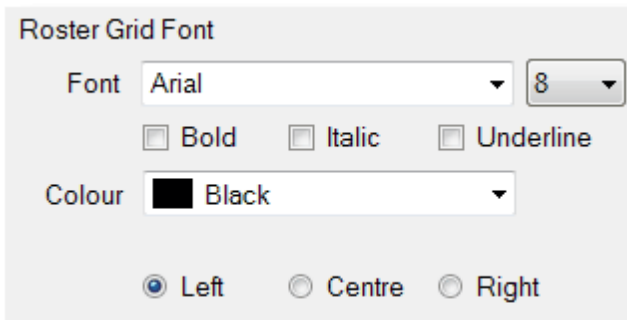 Roster Grid Font
Font Arial 8
Bold Italic Underline
Colour Black
Left Centre Right